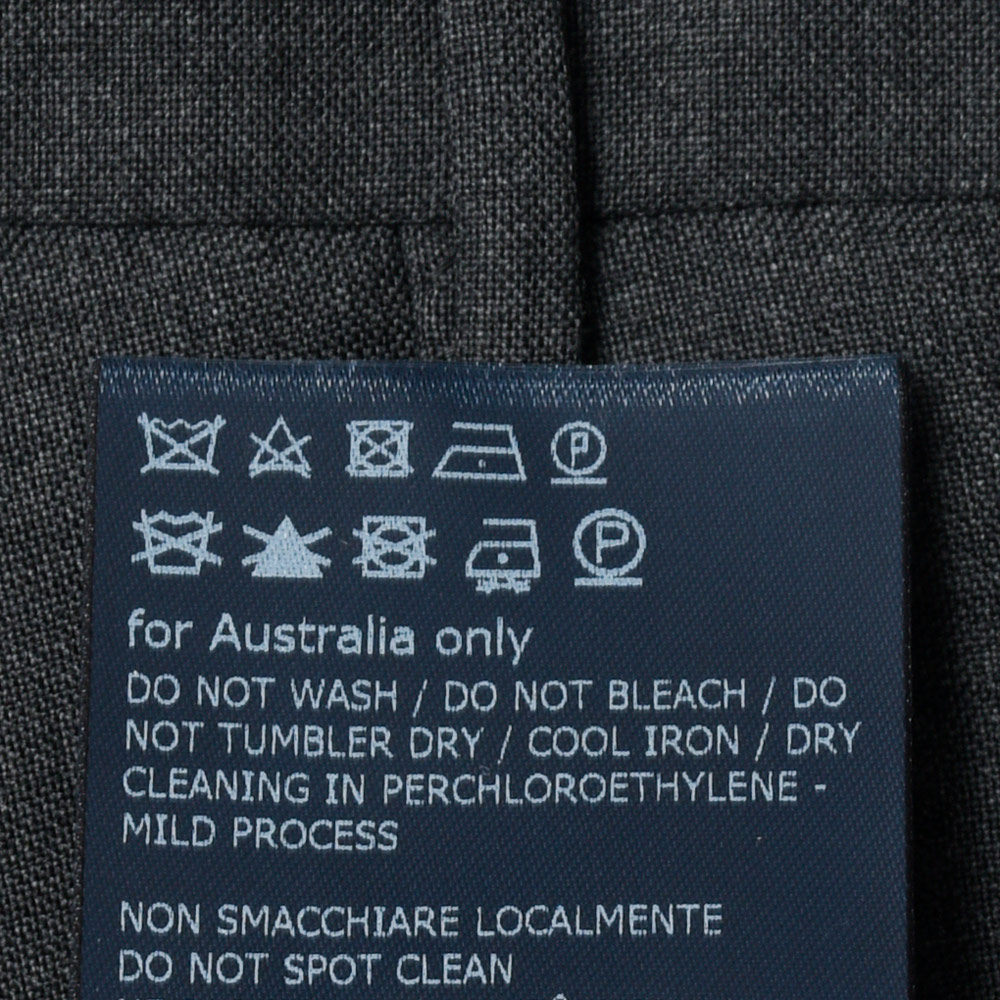 P
P
for Australia only
DO NOT WASH / DO NOT BLEACH / DO
NOT TUMBLER DRY / COOL IRON / DRY
CLEANING IN PERCHLOROETHYLENE -
MILD PROCESS
NON SMACCHIARE LOCALMENTE
DO NOT SPOT CLEAN